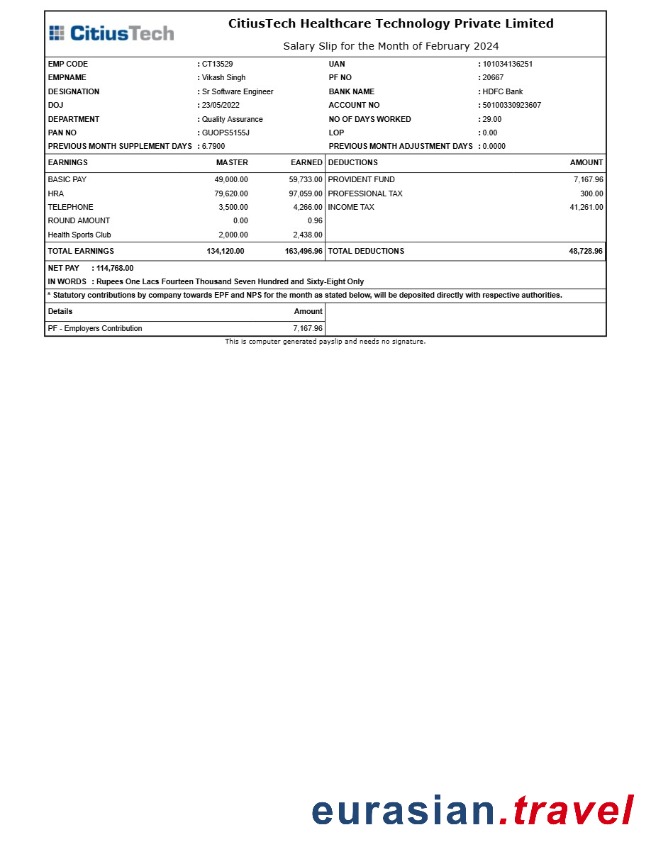 CitiusTech
CitiusTech Healthcare Technology Private Limited
Salary Slip for the Month of February 2024
EMP CODE : CT13529 UAN : 101034136251
EMPNAME : Vikash Singh PF NO : 20667
DESIGNATION : Sr Software Engineer BANK NAME : HDFC Bank
DOJ : 23/05/2022 ACCOUNT NO : 50100330923607
DEPARTMENT : Quality Assurance NO OF DAYS WORKED : 29.00
PAN NO : GUOPS5155J LOP : 0.00
PREVIOUS MONTH SUPPLEMENT DAYS : 6.7900 PREVIOUS MONTH ADJUSTMENT DAYS : 0.0000
EARNINGS MASTER EARNED DEDUCTIONS AMOUNT
BASIC PAY 49,000.00 59,733.00 PROVIDENT FUND 7,167.96
HRA 79,620.00 97,059.00 PROFESSIONAL TAX 300.00
TELEPHONE 3,500.00 4,266.00 INCOME TAX 41,261.00
ROUND AMOUNT 0.00 0.96
Health Sports Club 2,000.00 2,438.00
TOTAL EARNINGS 134,120.00 163,496.96 TOTAL DEDUCTIONS 48,728.96
NET PAY : 114,768.00
IN WORDS : Rupees One Lacs Fourteen Thousand Seven Hundred and Sixty-Eight Only
* Statutory contributions by company towards EPF and NPS for the month as stated below, will be deposited directly with respective authorities.
Details Amount
PF - Employers Contribution 7,167.96
This is computer generated payslip and needs no signature.
eurasian.travel